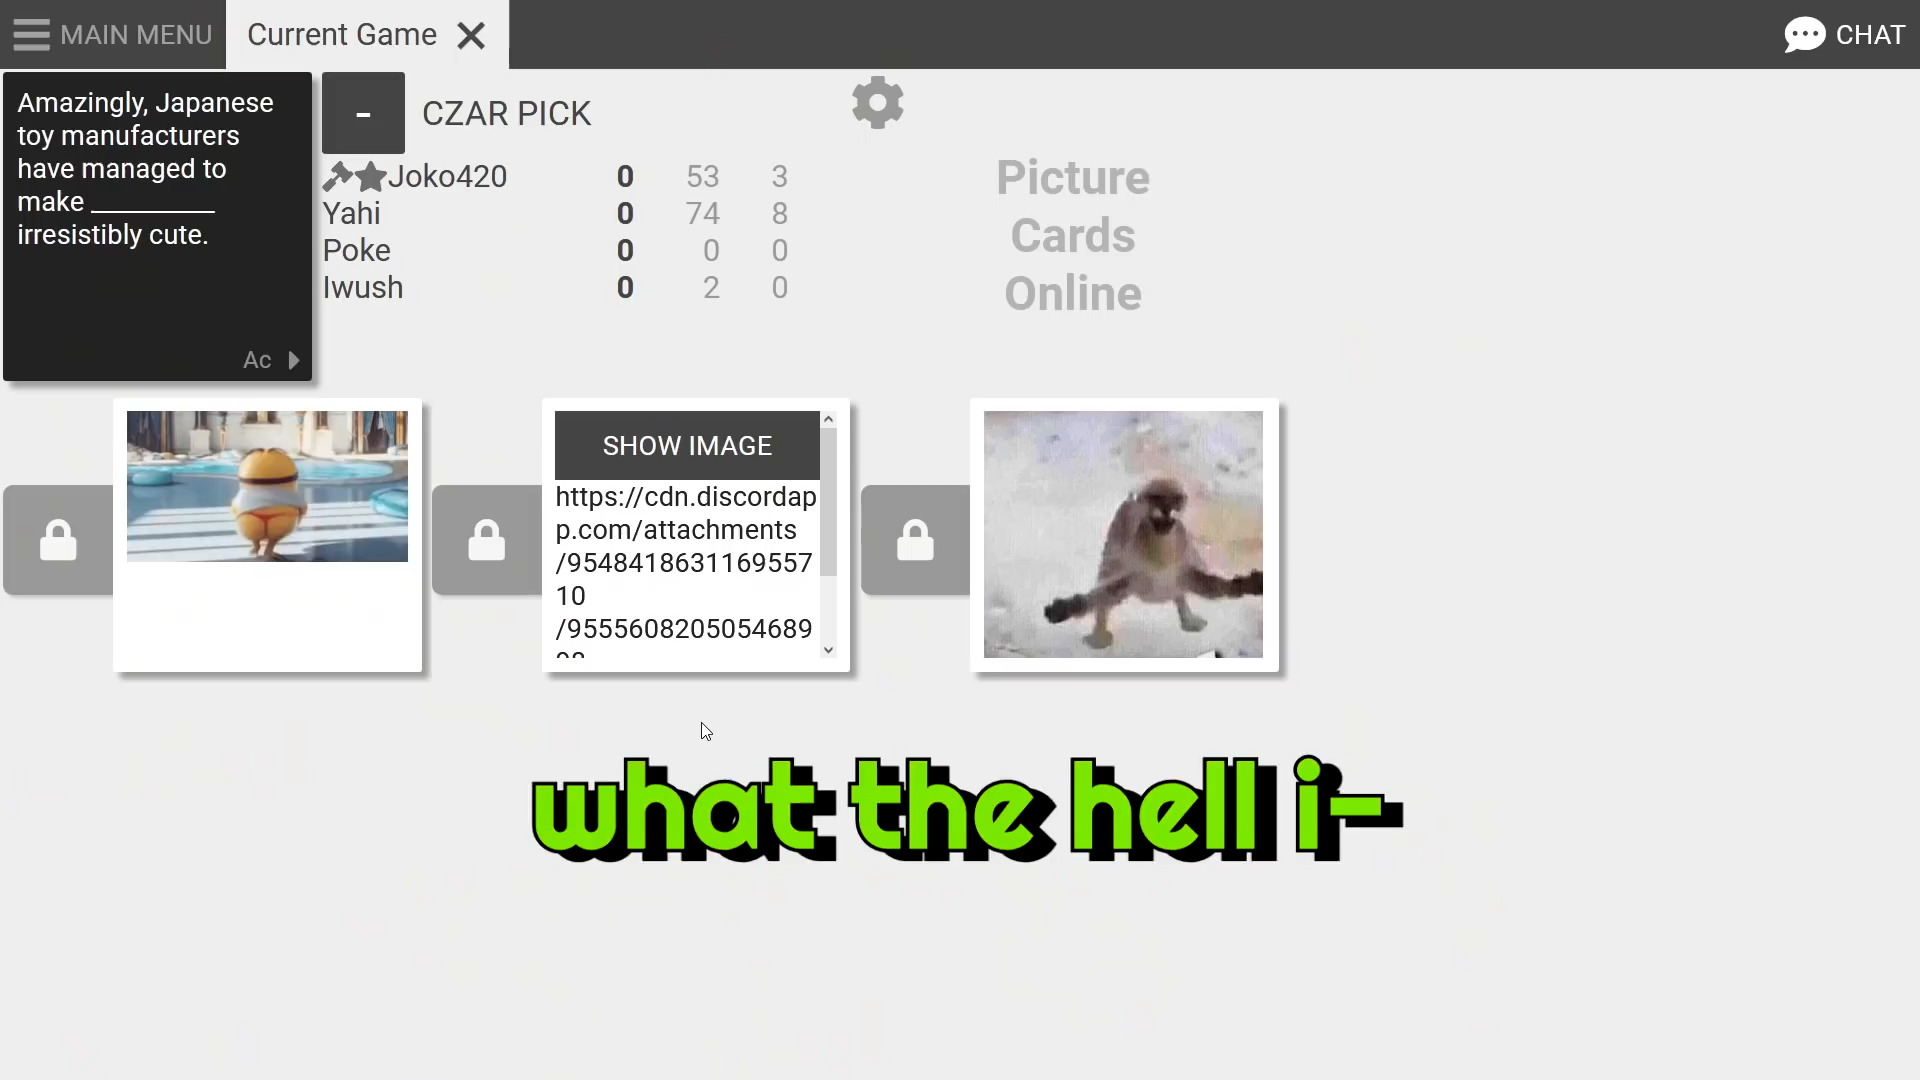 MAIN MENU
Current Game
CHAT
Amazingly, Japanese
toy manufacturers
have managed to
make _________
irresistibly cute.
Ac
-
CZAR PICK
Joko420 0 53 3
Yahi 0 74 8
Poke 0 0 0
Iwush 0 2 0
Picture
Cards
Online
SHOW IMAGE
https://cdn.discordap
p.com/attachments
/9548418631169557
10
/9555608205054689
what the hell i-